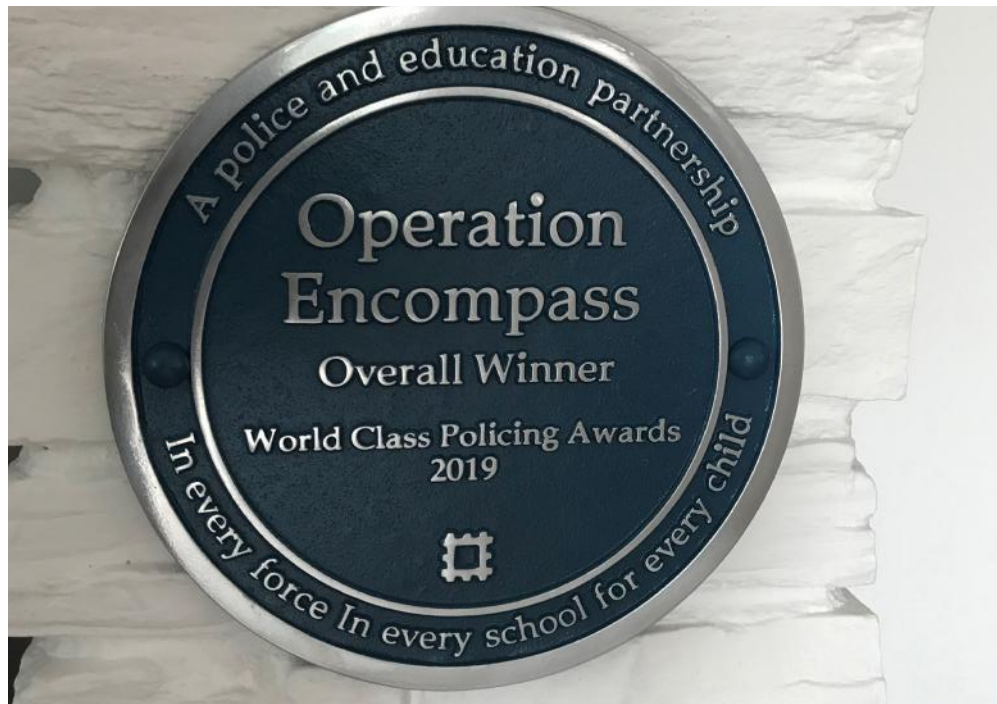 A police and education partnership
Operation
Encompass
Overall Winner
World Class Policing Awards
2019
In every force In every school for every child